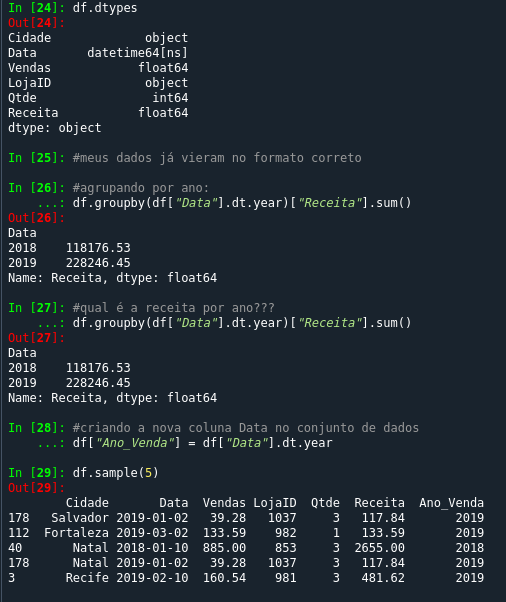 In [24]: df.dtypes
Out[24]:
Cidade object
Data datetime64[ns]
Vendas float64
LojaID object
Qtde int64
Receita float64
dtype: object
In [25]: #meus dados já vieram no formato correto
In [26]: #agrupando por ano:
...: df.groupby(df["Data"].dt.year)["Receita"].sum()
Out[26]:
Data
2018 118176.53
2019 228246.45
Name: Receita, dtype: float64
In [27]: #qual é a receita por ano???
...: df.groupby(df["Data"].dt.year)["Receita"].sum()
Out[27]:
Data
2018 118176.53
2019 228246.45
Name: Receita, dtype: float64
In [28]: #criando a nova coluna Data no conjunto de dados
...: df["Ano_Venda"] = df["Data"].dt.year
In [29]: df.sample(5)
Out[29]:
Cidade Data Vendas LojaID Qtde Receita Ano_Venda
178 Salvador 2019-01-02 39.28 1037 3 117.84 2019
112 Fortaleza 2019-03-02 133.59 982 1 133.59 2019
40 Natal 2018-01-10 885.00 853 3 2655.00 2018
178 Natal 2019-01-02 39.28 1037 3 117.84 2019
3 Recife 2019-02-10 160.54 981 3 481.62 2019